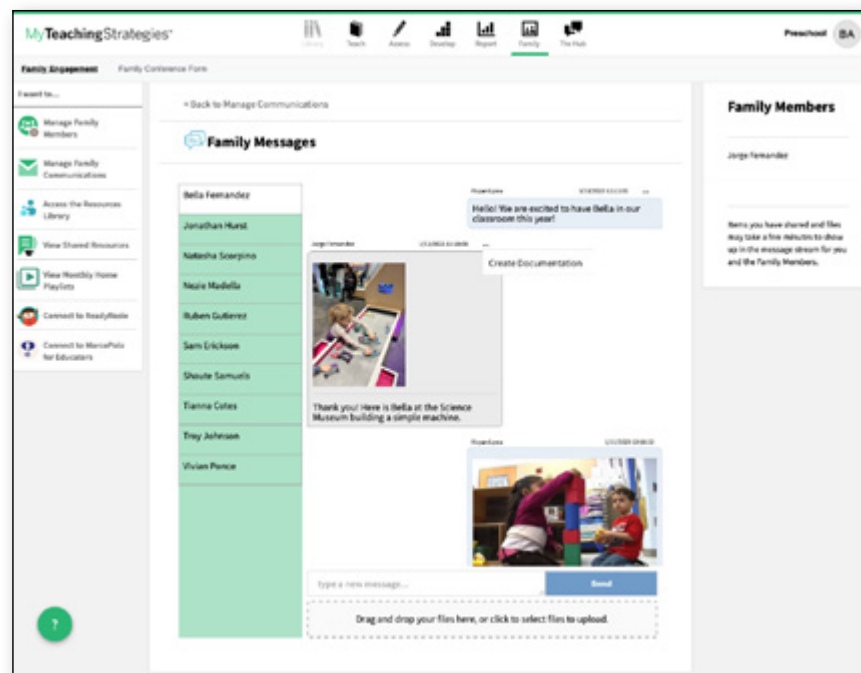 MyTeachingStrategies
Library
Teach
Assess
Develop
Report
Family
The Hub
Preschool
BA
Family Engagement
Family Conference Form
I want to...
Manage Family
Members
Manage Family
Communications
Access the Resources
Library
View Shared Resources
View Monthly Home
Playlists
Connect to ReadyRosie
Connect to MarcoPolo
for Educators
< Back to Manage Communications
Family Messages
Bella Fernandez
Jonathan Hurst
Natasha Scorpino
Nezie Madella
Ruben Gutierez
Sam Erickson
Shaute Samuels
Tianna Cotes
Troy Johnson
Vivian Ponce
Hello! We are excited to have Bella in our
classroom this year!
Jorge Fernandez
Create Documentation
Thank you! Here is Bella at the Science
Museum building a simple machine.
type a new message...
Send
Drag and drop your files here, or click to select files to upload.
Family Members
Jorge Fernandez
Items you have shared and files
may take a few minutes to show
up in the message stream for you
and the Family Members.
?